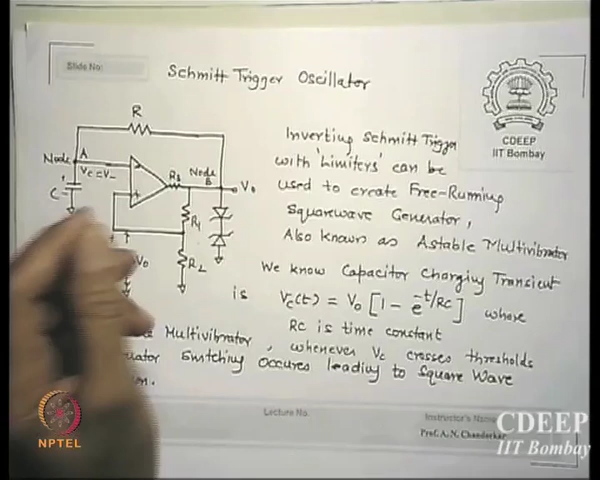 Slide No:
Schmitt Trigger Oscillator
CDEEP
IIT Bombay
R
Node A
Vc = V-
C
R3
Node B
Vo
R1
R2
Vo
Inverting Schmitt Trigger
with 'Limiters' can be
used to create Free-Running
Squarewave Generator,
Also known as Astable Multivibrator
We know Capacitor Charging Transient
is Vc(t) = Vo [1 - e^-t/RC] where
RC is time constant
Multivibrator, whenever Vc crosses thresholds
Switching occures leading to Square Wave
NPTEL
Lecture No.
Instructor's Name
Prof. A. N. Chandorkar
CDEEP
IIT Bombay